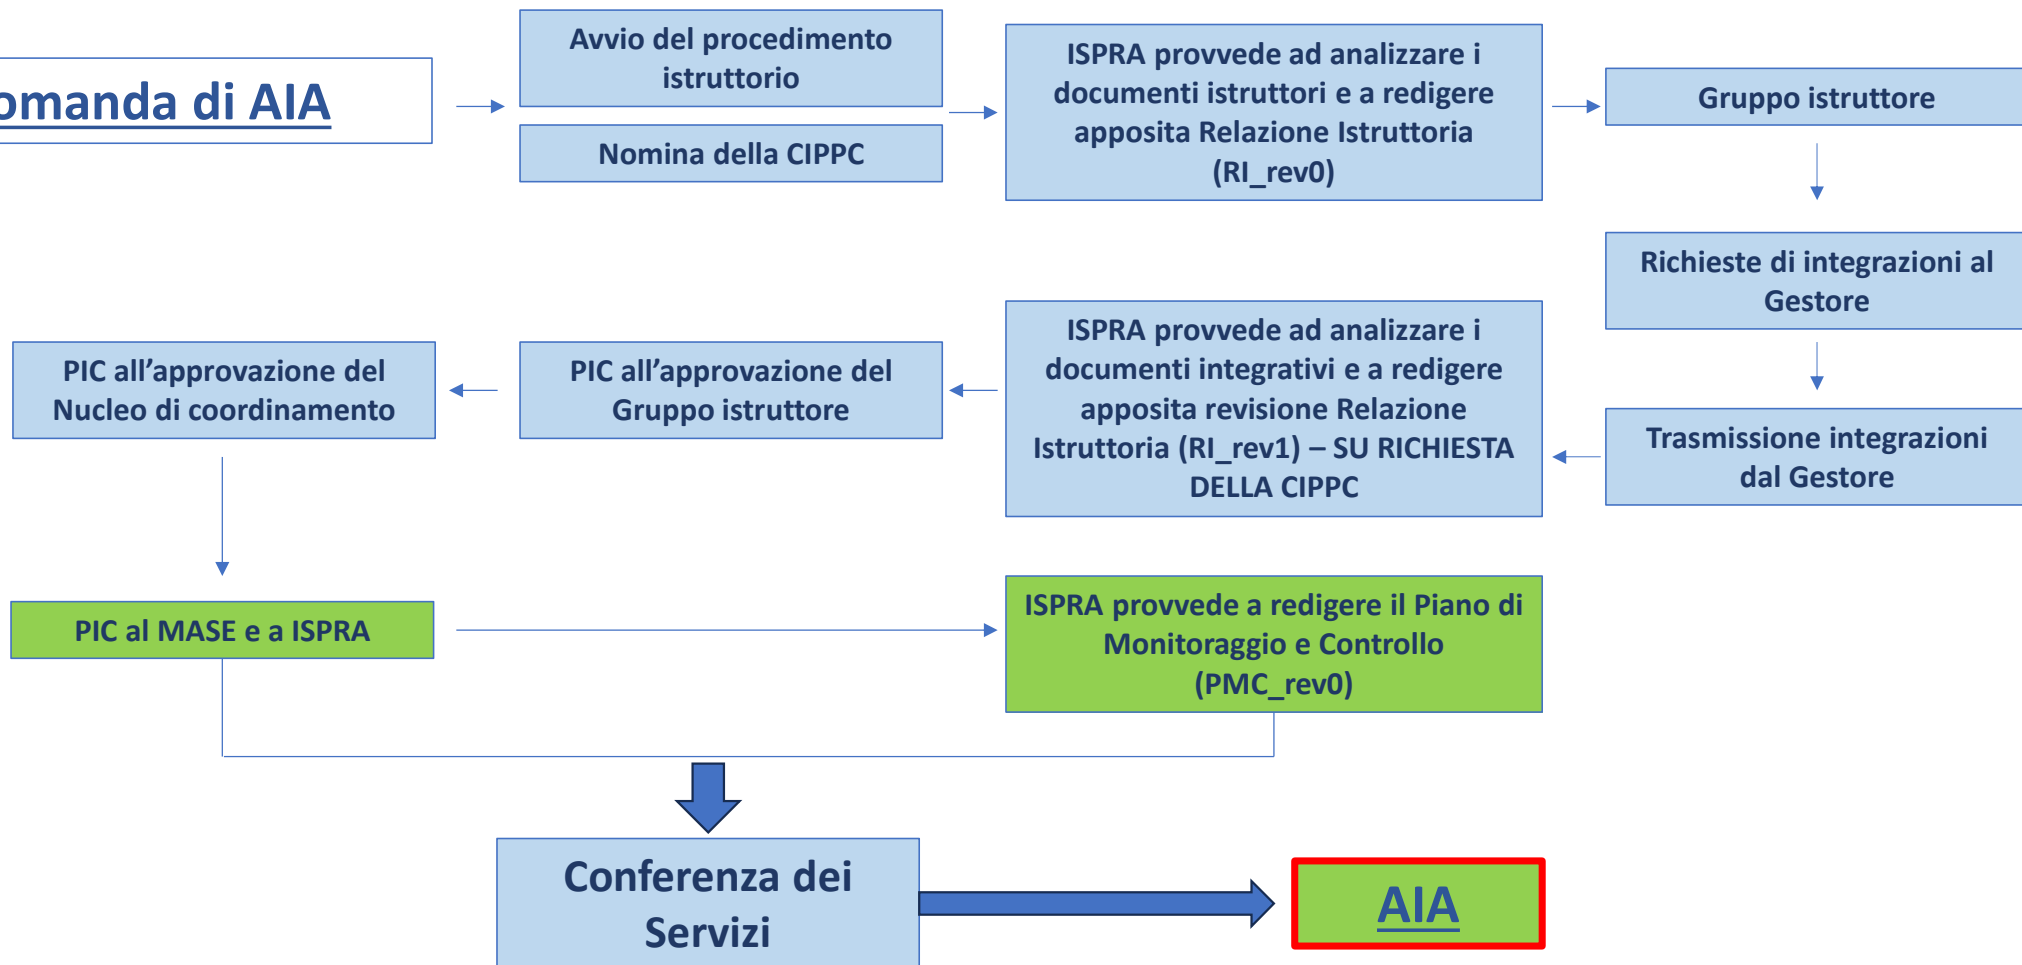 omanda di AIA
Avvio del procedimento
istruttorio
Nomina della CIPPC
ISPRA provvede ad analizzare i
documenti istruttori e a redigere
apposita Relazione Istruttoria
(RI_rev0)
Gruppo istruttore
Richieste di integrazioni al
Gestore
Trasmissione integrazioni
dal Gestore
ISPRA provvede ad analizzare i
documenti integrativi e a redigere
apposita revisione Relazione
Istruttoria (RI_rev1) – SU RICHIESTA
DELLA CIPPC
PIC all’approvazione del
Gruppo istruttore
PIC all’approvazione del
Nucleo di coordinamento
PIC al MASE e a ISPRA
ISPRA provvede a redigere il Piano di
Monitoraggio e Controllo
(PMC_rev0)
Conferenza dei
Servizi
AIA